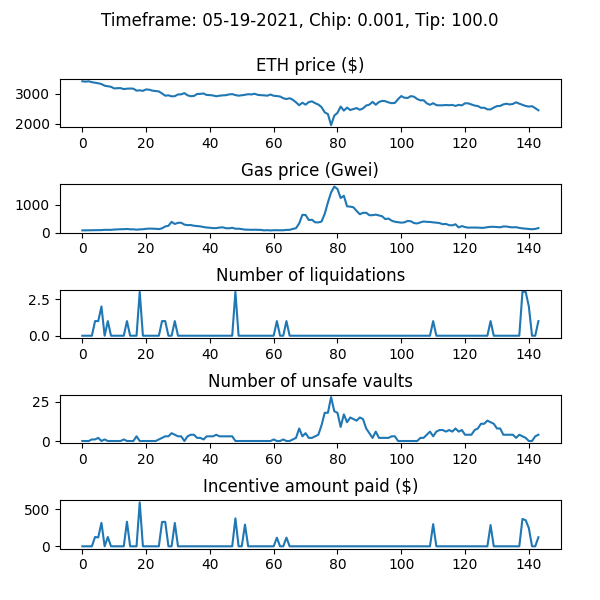 Timeframe: 05-19-2021, Chip: 0.001, Tip: 100.0
ETH price ($)
3000
2000
0 20 40 60 80 100 120 140
Gas price (Gwei)
1000
0
0 20 40 60 80 100 120 140
Number of liquidations
2.5
0.0
0 20 40 60 80 100 120 140
Number of unsafe vaults
25
0
0 20 40 60 80 100 120 140
Incentive amount paid ($)
500
0
0 20 40 60 80 100 120 140